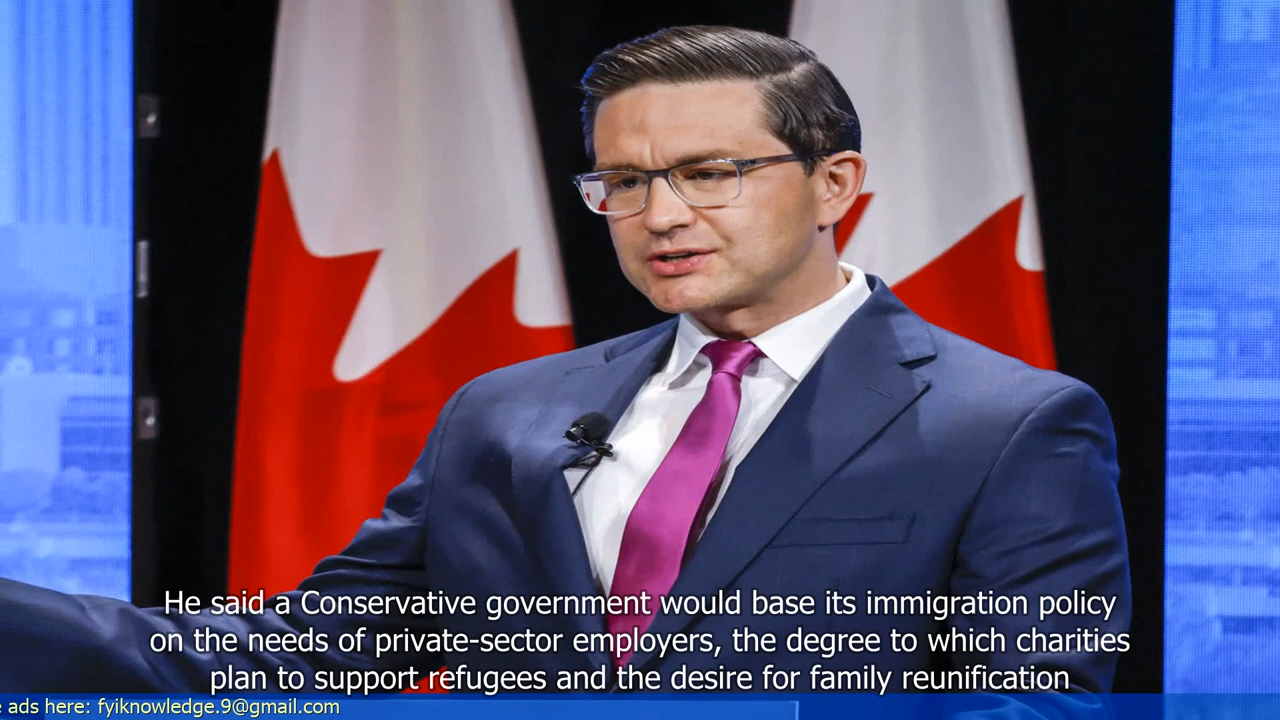 He said a Conservative government would base its immigration policy
on the needs of private-sector employers, the degree to which charities
plan to support refugees and the desire for family reunification
ads here: fyiknowledge.9@gmail.com